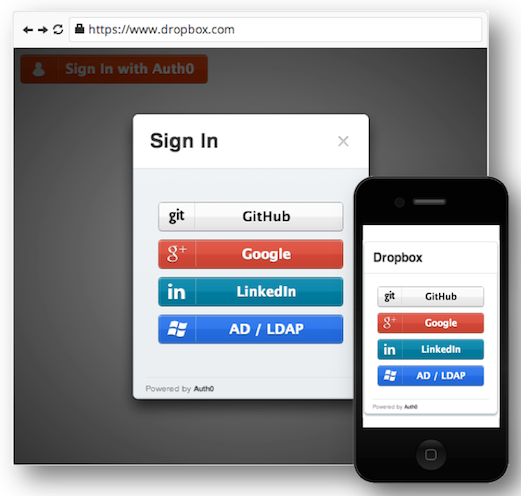 https://www.dropbox.com
Sign In with Auth0
Sign In
git GitHub
g+ Google
in LinkedIn
AD / LDAP
Powered by Auth0
Dropbox
git GitHub
g+ Google
in LinkedIn
AD / LDAP
Powered by Auth0